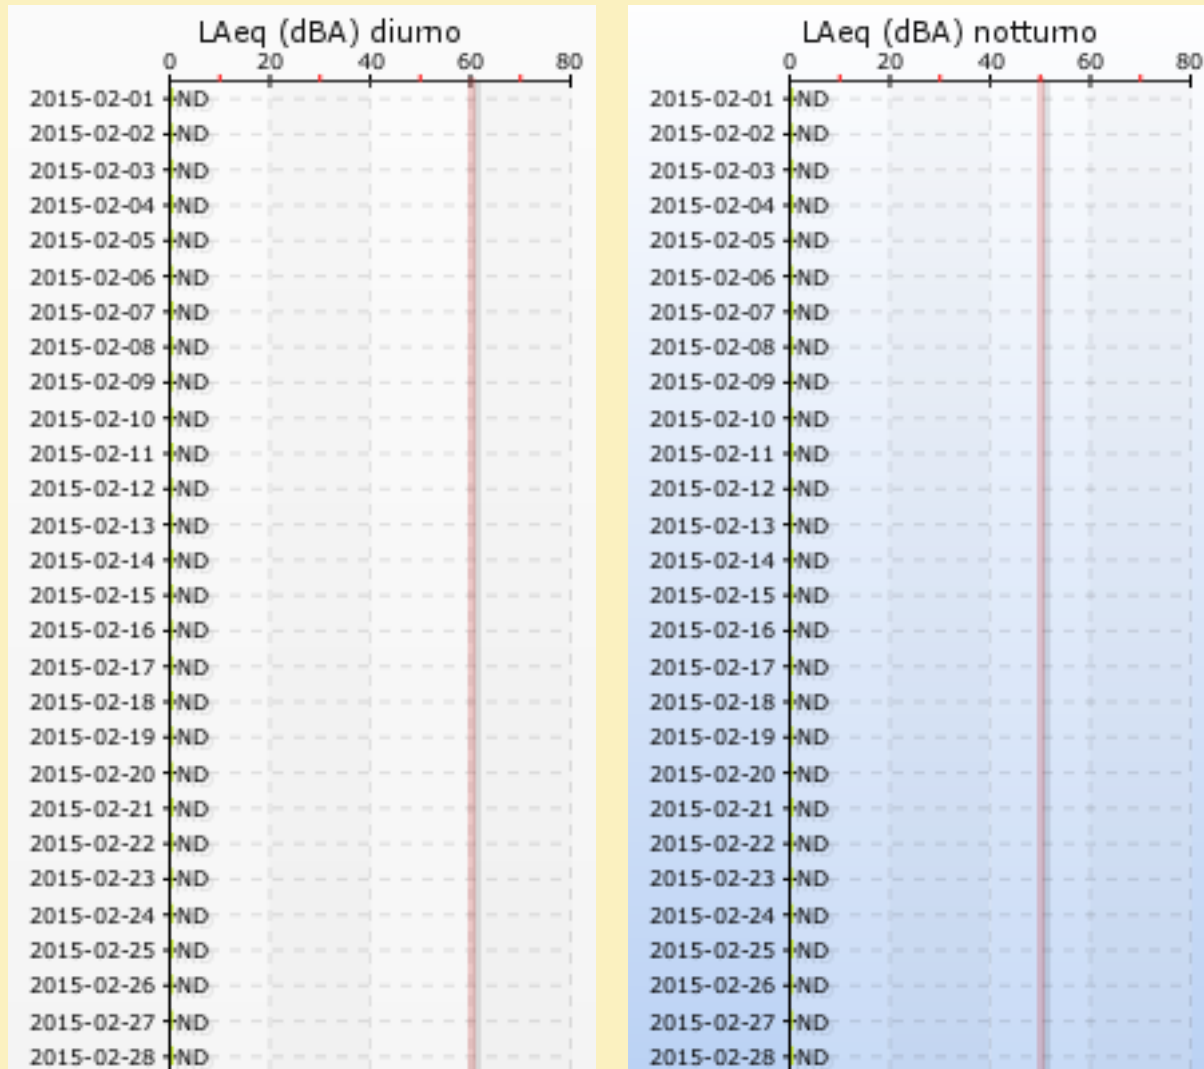 LAeq (dBA) diurno
0 20 40 60 80
2015-02-01 ND
2015-02-02 ND
2015-02-03 ND
2015-02-04 ND
2015-02-05 ND
2015-02-06 ND
2015-02-07 ND
2015-02-08 ND
2015-02-09 ND
2015-02-10 ND
2015-02-11 ND
2015-02-12 ND
2015-02-13 ND
2015-02-14 ND
2015-02-15 ND
2015-02-16 ND
2015-02-17 ND
2015-02-18 ND
2015-02-19 ND
2015-02-20 ND
2015-02-21 ND
2015-02-22 ND
2015-02-23 ND
2015-02-24 ND
2015-02-25 ND
2015-02-26 ND
2015-02-27 ND
2015-02-28 ND
LAeq (dBA) notturno
0 20 40 60 80
2015-02-01 ND
2015-02-02 ND
2015-02-03 ND
2015-02-04 ND
2015-02-05 ND
2015-02-06 ND
2015-02-07 ND
2015-02-08 ND
2015-02-09 ND
2015-02-10 ND
2015-02-11 ND
2015-02-12 ND
2015-02-13 ND
2015-02-14 ND
2015-02-15 ND
2015-02-16 ND
2015-02-17 ND
2015-02-18 ND
2015-02-19 ND
2015-02-20 ND
2015-02-21 ND
2015-02-22 ND
2015-02-23 ND
2015-02-24 ND
2015-02-25 ND
2015-02-26 ND
2015-02-27 ND
2015-02-28 ND